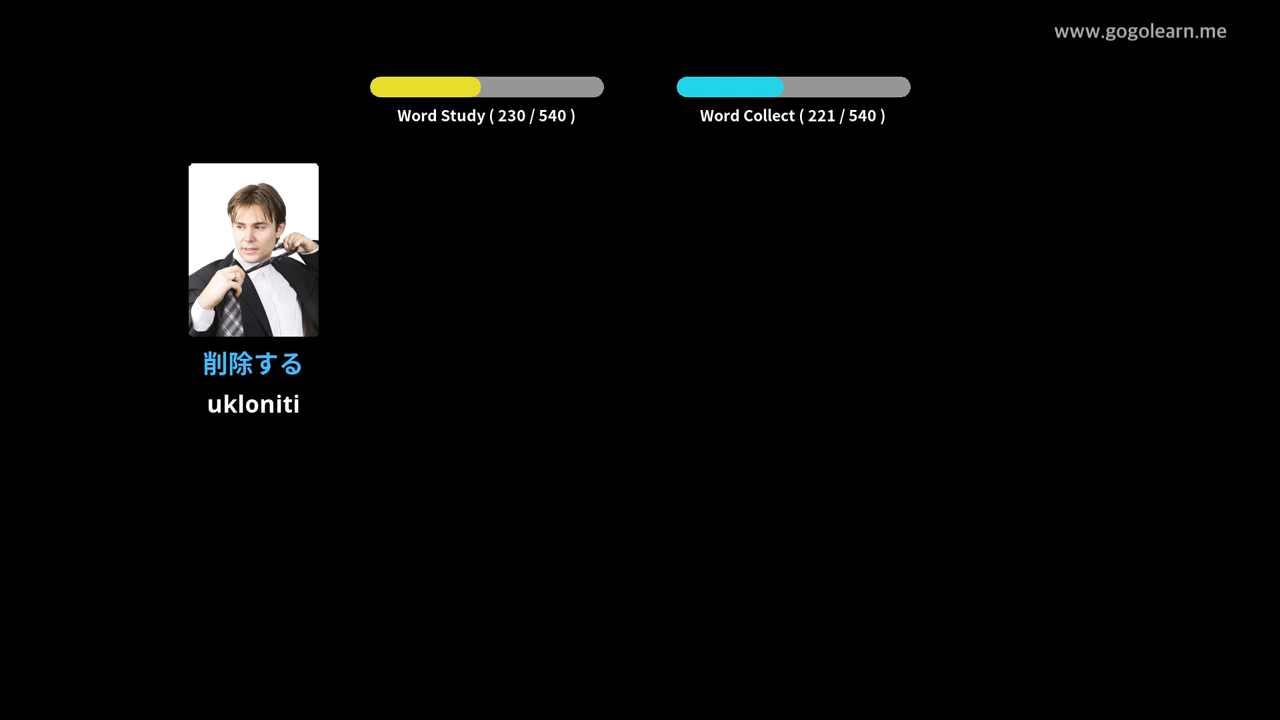 www.gogolearn.me
Word Study ( 230 / 540 )
Word Collect ( 221 / 540 )
削除する
ukloniti